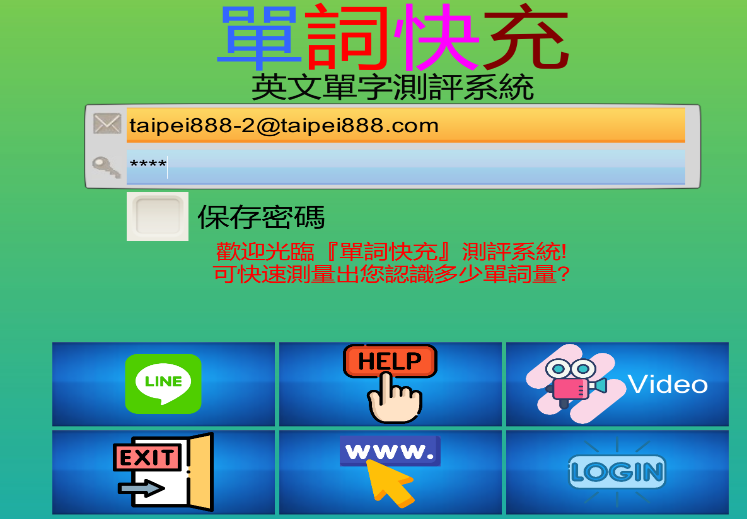 單詞快充
英文單字測評系統
taipei888-2@taipei888.com
****
保存密碼
歡迎光臨『單詞快充』測評系統!
可快速測量出您認識多少單詞量?
LINE
HELP
Video
EXIT
www.
LOGIN